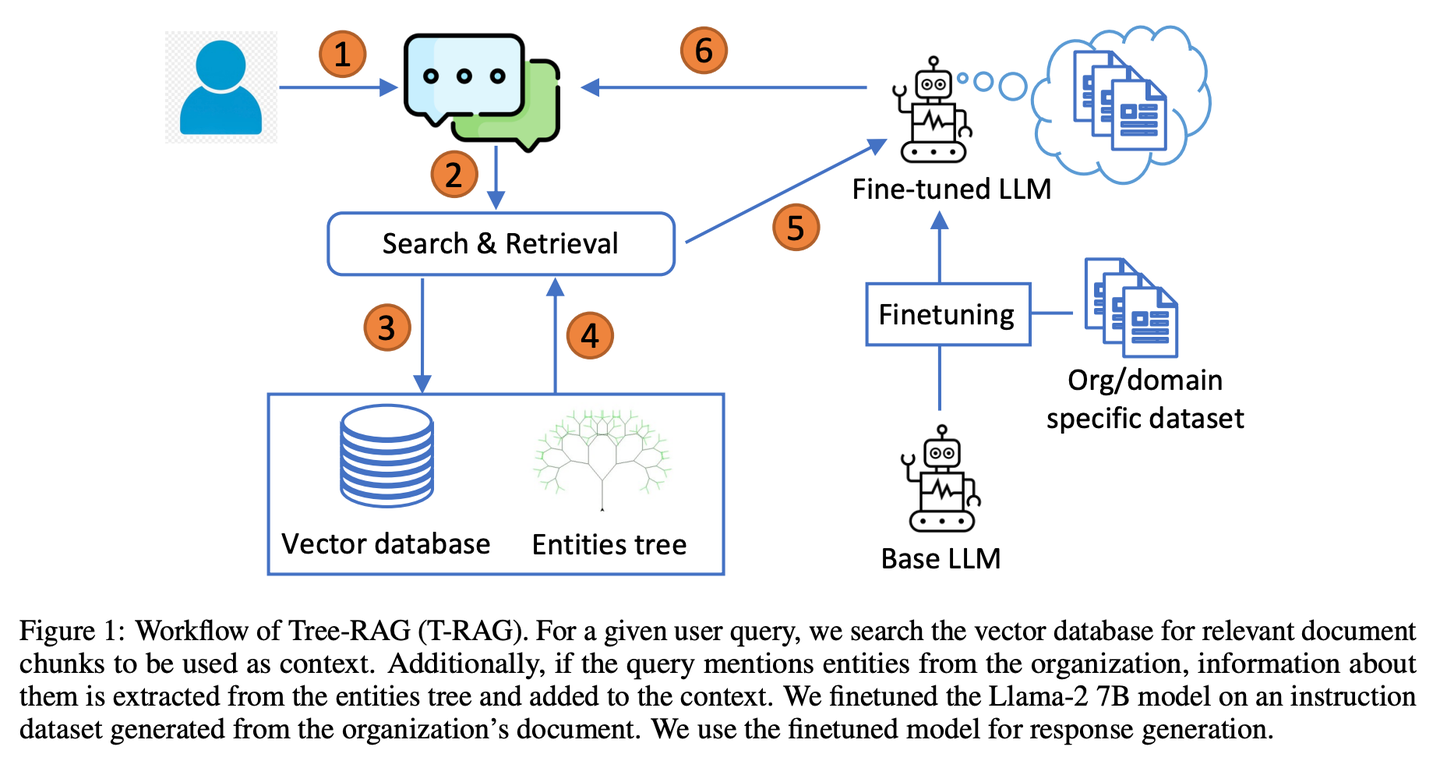 1
6
2
Fine-tuned LLM
Search & Retrieval
5
3
4
Finetuning
Org/domain
specific dataset
Vector database
Entities tree
Base LLM
Figure 1: Workflow of Tree-RAG (T-RAG). For a given user query, we search the vector database for relevant document
chunks to be used as context. Additionally, if the query mentions entities from the organization, information about
them is extracted from the entities tree and added to the context. We finetuned the Llama-2 7B model on an instruction
dataset generated from the organization’s document. We use the finetuned model for response generation.